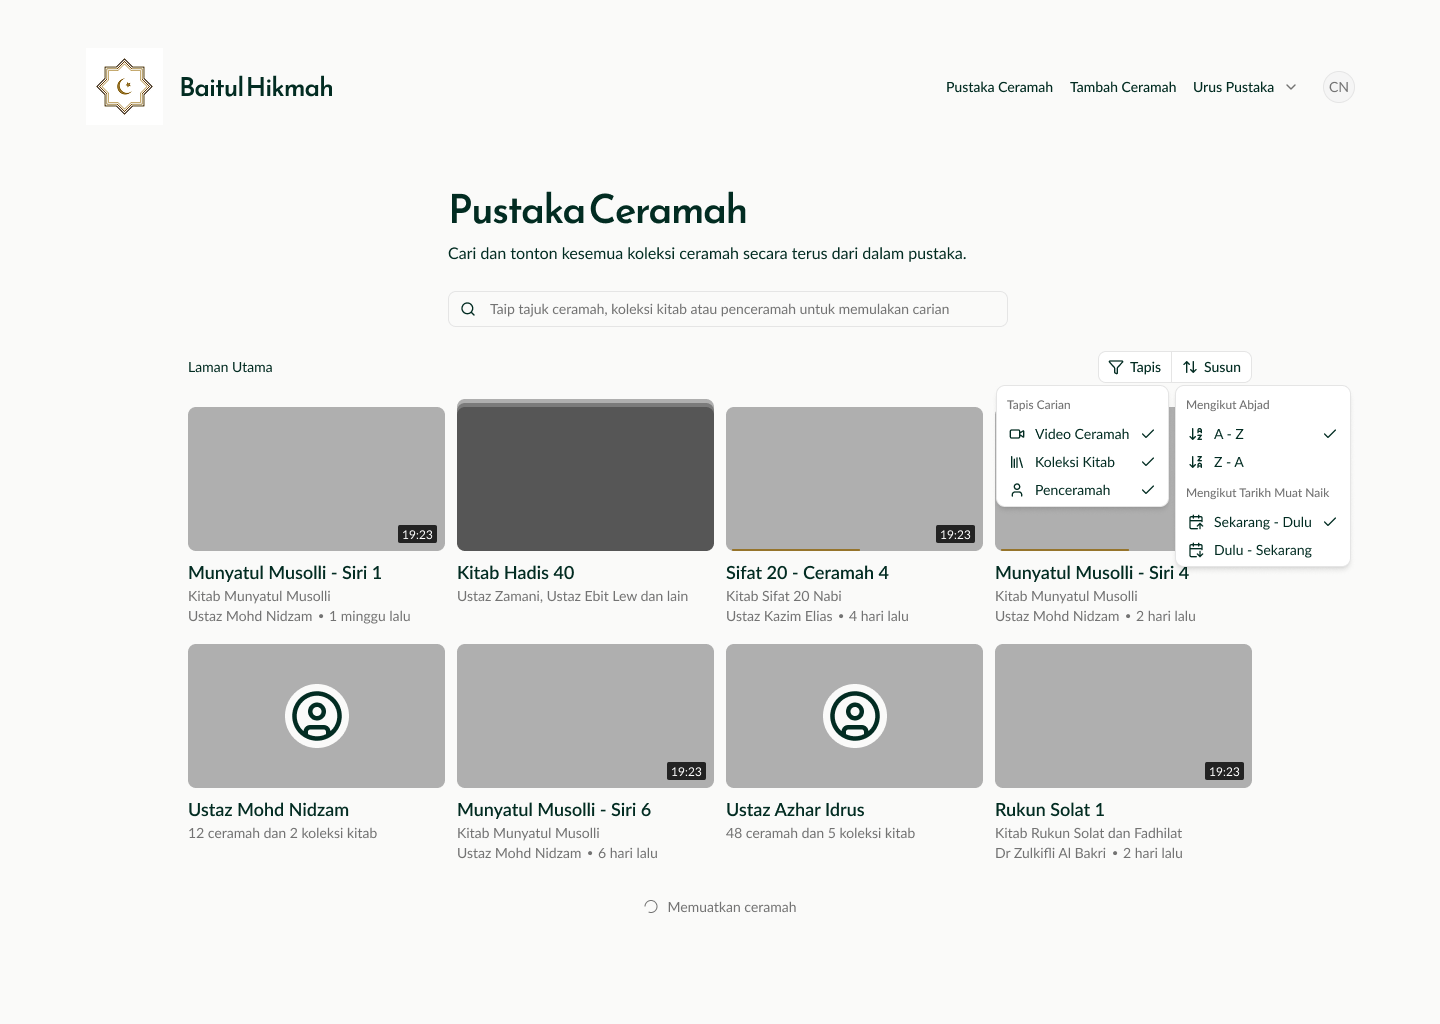 Baitul Hikmah
Pustaka Ceramah
Tambah Ceramah
Urus Pustaka
CN
Pustaka Ceramah
Cari dan tonton kesemua koleksi ceramah secara terus dari dalam pustaka.
Taip tajuk ceramah, koleksi kitab atau penceramah untuk memulakan carian
Laman Utama
Tapis
Susun
Tapis Carian
Video Ceramah
Koleksi Kitab
Penceramah
Mengikut Abjad
A - Z
Z - A
Mengikut Tarikh Muat Naik
Sekarang - Dulu
Dulu - Sekarang
19:23
Munyatul Musolli - Siri 1
Kitab Munyatul Musolli
Ustaz Mohd Nidzam • 1 minggu lalu
Kitab Hadis 40
Ustaz Zamani, Ustaz Ebit Lew dan lain
19:23
Sifat 20 - Ceramah 4
Kitab Sifat 20 Nabi
Ustaz Kazim Elias • 4 hari lalu
Munyatul Musolli - Siri 4
Kitab Munyatul Musolli
Ustaz Mohd Nidzam • 2 hari lalu
Ustaz Mohd Nidzam
12 ceramah dan 2 koleksi kitab
19:23
Munyatul Musolli - Siri 6
Kitab Munyatul Musolli
Ustaz Mohd Nidzam • 6 hari lalu
Ustaz Azhar Idrus
48 ceramah dan 5 koleksi kitab
19:23
Rukun Solat 1
Kitab Rukun Solat dan Fadhilat
Dr Zulkifli Al Bakri • 2 hari lalu
Memuatkan ceramah